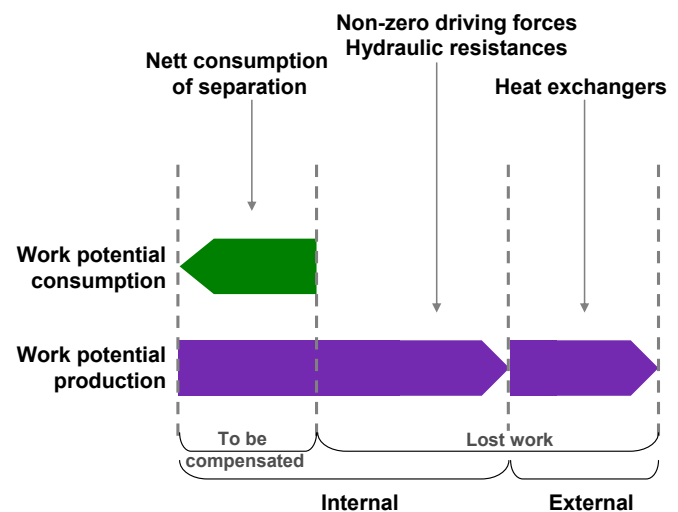 Non-zero driving forces
Hydraulic resistances
Nett consumption
of separation
Heat exchangers
Work potential
consumption
Work potential
production
To be
compensated
Lost work
Internal
External